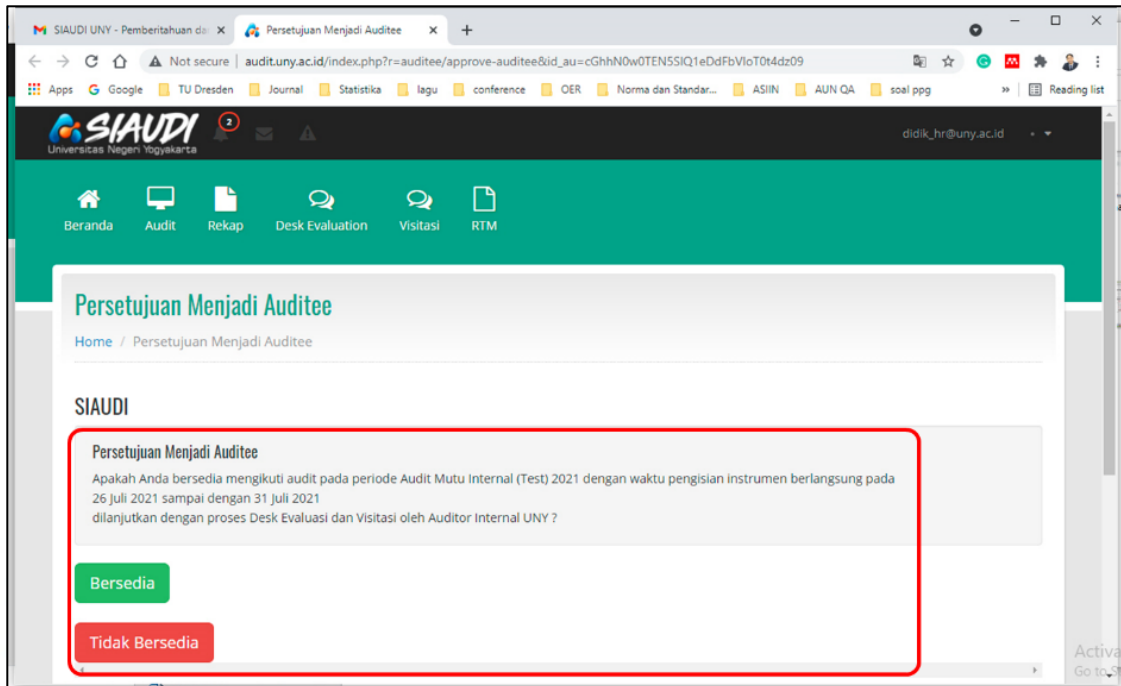 SIAUDI UNY - Pemberitahuan da
Persetujuan Menjadi Auditee
Not secure | audit.uny.ac.id/index.php?r=auditee/approve-auditee&id_au=cGhhN0w0TEN5SlQ1eDdFbVIoT0t4dz09
Apps Google TU Dresden Journal Statistika lagu conference OER Norma dan Standar... ASIIN AUN QA soal ppg » Reading list
SIAUDI
Universitas Negeri Yogyakarta
2
didik_hr@uny.ac.id
Beranda Audit Rekap Desk Evaluation Visitasi RTM
Persetujuan Menjadi Auditee
Home / Persetujuan Menjadi Auditee
SIAUDI
Persetujuan Menjadi Auditee
Apakah Anda bersedia mengikuti audit pada periode Audit Mutu Internal (Test) 2021 dengan waktu pengisian instrumen berlangsung pada
26 Juli 2021 sampai dengan 31 Juli 2021
dilanjutkan dengan proses Desk Evaluasi dan Visitasi oleh Auditor Internal UNY ?
Bersedia
Tidak Bersedia
Activa
Go to S